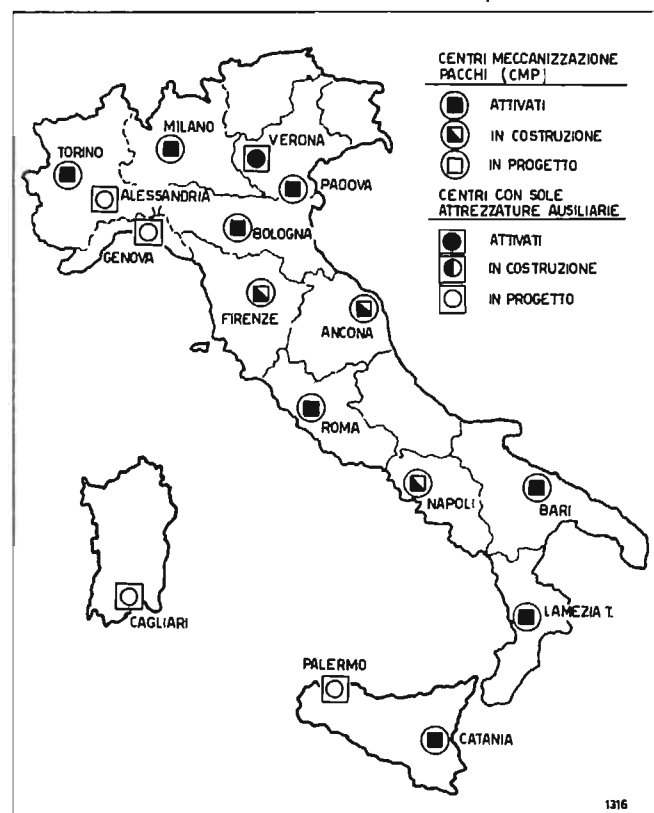 CENTRI MECCANIZZAZIONE
PACCHI (CMP)
ATTIVATI
IN COSTRUZIONE
IN PROGETTO
CENTRI CON SOLE
ATTREZZATURE AUSILIARIE
ATTIVATI
IN COSTRUZIONE
IN PROGETTO
MILANO
VERONA
TORINO
PADOVA
ALESSANDRIA
BOLOGNA
GENOVA
FIRENZE
ANCONA
ROMA
NAPOLI
BARI
CAGLIARI
LAMEZIA T.
PALERMO
CATANIA
1316